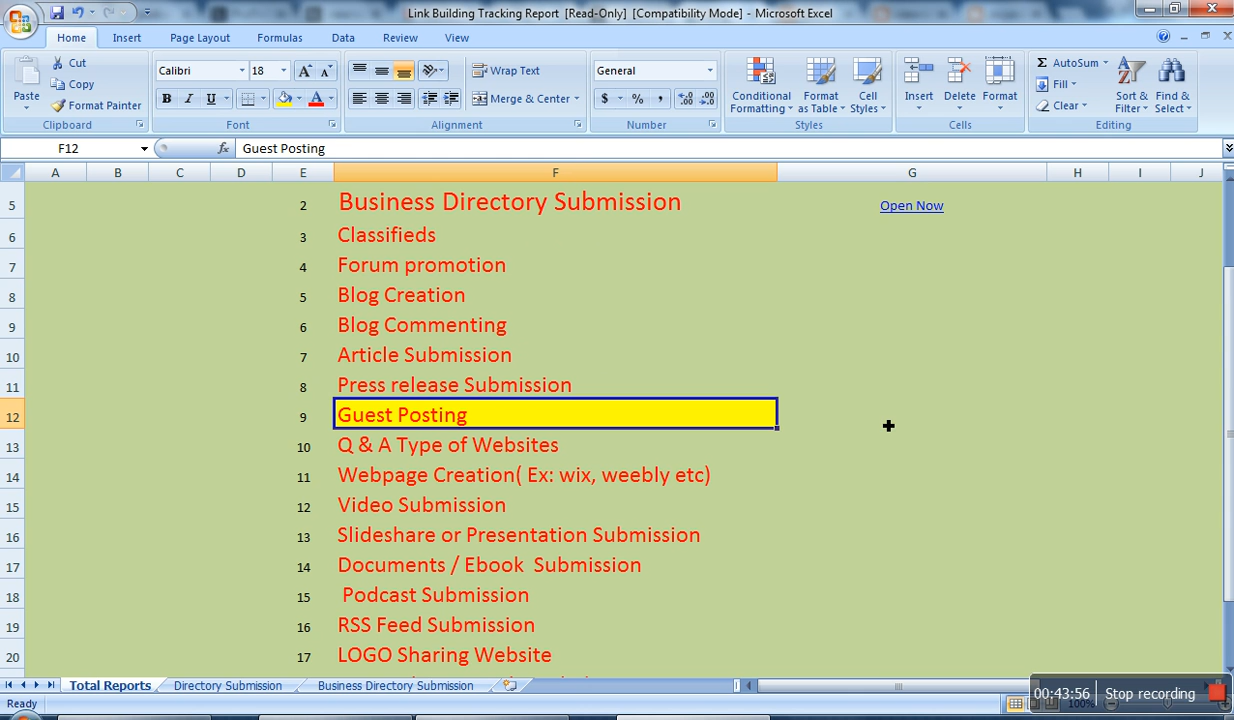 Link Building Tracking Report [Read-Only] [Compatibility Mode] - Microsoft Excel
Home Insert Page Layout Formulas Data Review View
Paste Cut Copy Format Painter
Calibri 18
B I U
Wrap Text
Merge & Center
General
$ % ,
Conditional Formatting Format as Table Cell Styles
Insert Delete Format
AutoSum Fill Clear
Sort & Filter Find & Select
Clipboard Font Alignment Number Styles Cells Editing
F12 fx Guest Posting
A B C D E F G H I J
5 2 Business Directory Submission Open Now
6 3 Classifieds
7 4 Forum promotion
8 5 Blog Creation
9 6 Blog Commenting
10 7 Article Submission
11 8 Press release Submission
12 9 Guest Posting
13 10 Q & A Type of Websites
14 11 Webpage Creation( Ex: wix, weebly etc)
15 12 Video Submission
16 13 Slideshare or Presentation Submission
17 14 Documents / Ebook  Submission
18 15 Podcast Submission
19 16 RSS Feed Submission
20 17 LOGO Sharing Website
Total Reports Directory Submission Business Directory Submission
Ready 100%
00:43:56 Stop recording